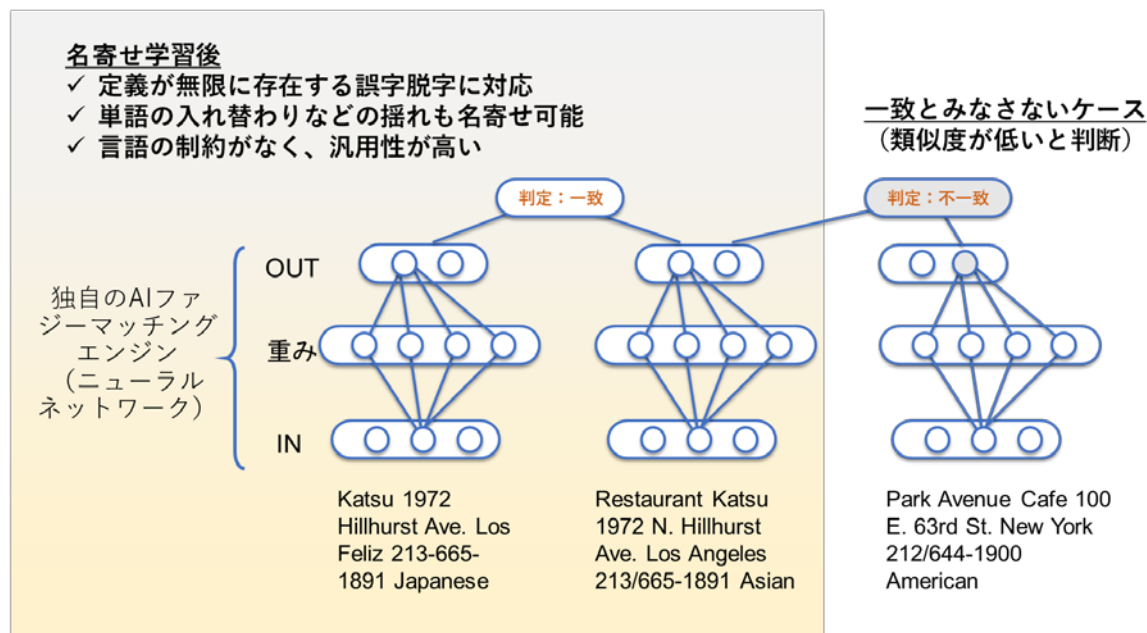 名寄せ学習後
✓ 定義が無限に存在する誤字脱字に対応
✓ 単語の入れ替わりなどの揺れも名寄せ可能
✓ 言語の制約がなく、汎用性が高い
一致とみなさないケース
（類似度が低いと判断）
判定：一致
判定：不一致
独自のAIファ
ジーマッチング
エンジン
（ニューラル
ネットワーク）
OUT
重み
IN
Katsu 1972
Hillhurst Ave. Los
Feliz 213-665-
1891 Japanese
Restaurant Katsu
1972 N. Hillhurst
Ave. Los Angeles
213/665-1891 Asian
Park Avenue Cafe 100
E. 63rd St. New York
212/644-1900
American